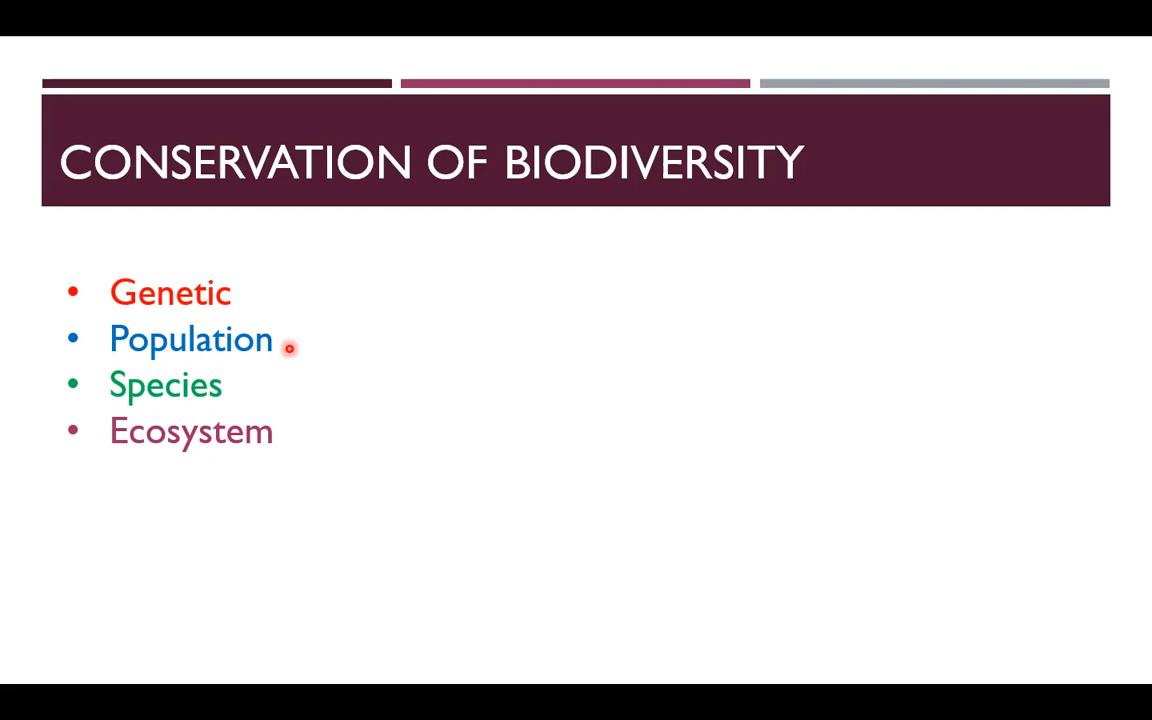 CONSERVATION OF BIODIVERSITY
• Genetic
• Population
• Species
• Ecosystem